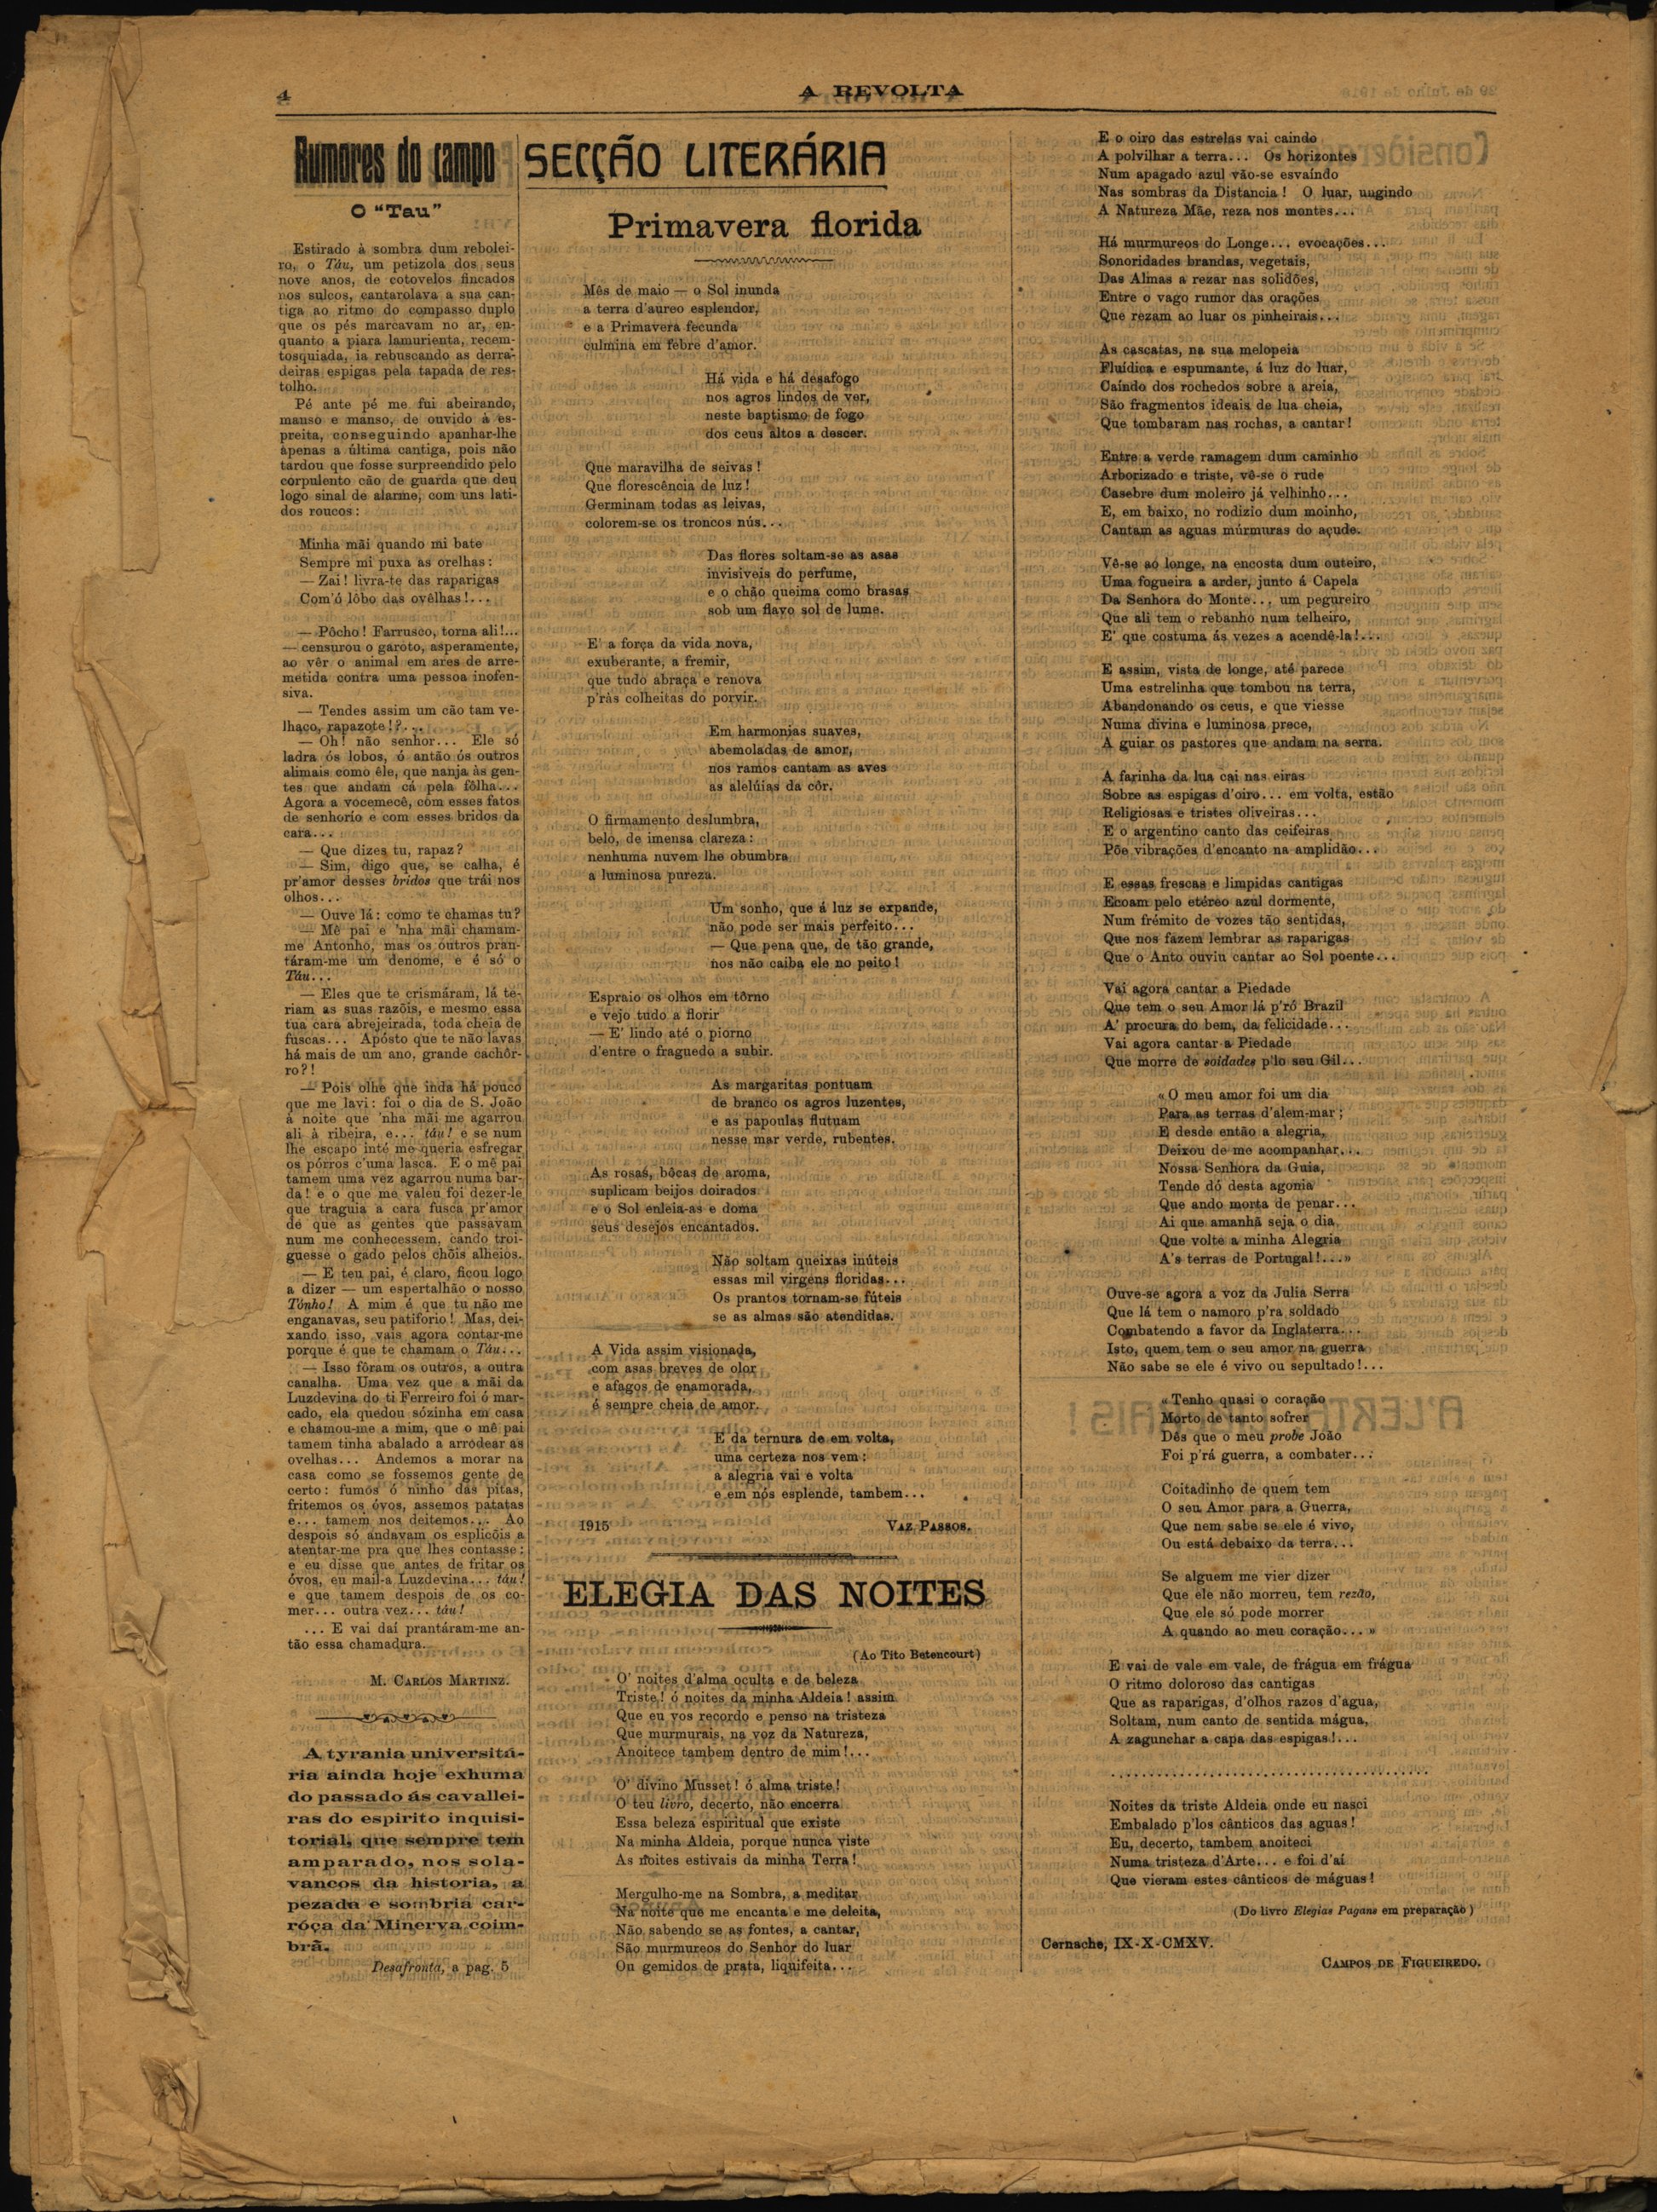 4
A REVOLTA
Rumores do campo
O "Tau"
Estirado à sombra dum rebolei-
ro, o Táu, um petizola dos seus
nove anos, de cotovelos fincados
nos sulcos, cantarolava a sua can-
tiga ao ritmo do compasso duplo
que os pés marcavam no ar, en-
quanto a piara lamurienta, recem-
tosquiada, ia rebuscando as derra-
deiras espigas pela tapada de res-
tolho.
Pé ante pé me fui abeirando,
manso e manso, de ouvido à es-
preita, conseguindo apanhar-lhe
àpenas a última cantiga, pois não
tardou que fosse surpreendido pelo
corpulento cão de guarda que deu
logo sinal de alarme, com uns lati-
dos roucos:
Minha mãi quando mi bate
Sempre mi puxa as orelhas:
— Zai! livra-te das raparigas
Com'ó lôbo das ovêlhas!...
— Pôcho! Farrusco, torna ali!...
— censurou o garoto, asperamente,
ao vêr o animal em ares de arre-
metida contra uma pessoa inofen-
siva.
— Tendes assim um cão tam ve-
lhaco, rapazote!?...
— Oh! não senhor... Ele só
ladra ós lobos, ó antão ós outros
alimais como êle, que nanja às gen-
tes que andam cá pela fôlha...
Agora a vocemecê, com esses fatos
de senhorío e com esses bridos da
cara...
— Que dizes tu, rapaz?
— Sim, digo que, se calha, é
pr'amor desses bridos que trái nos
olhos...
— Ouve lá: como te chamas tu?
— Mê pai e 'nha mãi chamam-
me Antonho, mas os outros pran-
táram-me um denome, e é só o
Táu...
— Eles que te crismáram, lá te-
riam as suas razõis, e mesmo essa
tua cara abrejeirada, toda cheia de
fuscas... Apósto que te não lavas
há mais de um ano, grande cachôr-
ro?!
— Pois olhe que inda há pouco
que me lavi: foi o dia de S. João
à noite que 'nha mãi me agarrou
ali à ribeira, e... táu! e se num
lhe escapo inté me queria esfregar
os pórros c'uma lasca. E o mê pai
tamem uma vez agarrou numa bar-
da! e o que me valeu foi dezer-le
que traguia a cara fusca pr'amor
de que as gentes que passavam
num me conhecessem, cando troi-
guesse o gado pelos chõis alheios.
— E teu pai, é claro, ficou logo
a dizer — um espertalhão o nosso
Tónho! A mim é que tu não me
enganavas, seu patiforio! Mas, dei-
xando isso, vais agora contar-me
porque é que te chamam o Táu...
— Isso fôram os outros, a outra
canalha. Uma vez que a mãi da
Luzdevina do ti Ferreiro foi ó mar-
cado, ela quedou sózinha em casa
e chamou-me a mim, que o mê pai
tamem tinha abalado a arrodear as
ovelhas... Andemos a morar na
casa como se fossemos gente de
certo: fumos ó ninho das pitas,
fritemos os óvos, assemos patatas
e... tamem nos deitemos... Ao
despois só andavam os esplicõis a
atentar-me pra que lhes contasse:
e eu disse que antes de fritar os
óvos, eu mail-a Luzdevina... táu!
e que tamem despois de os co-
mer... outra vez... táu!
... E vai daí prantáram-me an-
tão essa chamadura.
M. CARLOS MARTINZ.
A tyrania universitá-
ria ainda hoje exhuma
do passado ás cavallei-
ras do espirito inquisi-
torial, que sempre tem
amparado, nos sola-
vancos da historia, a
pezada e sombria car-
róça da Minerva coim-
brã.
Desafronta, a pag. 5
SECÇÃO LITERÁRIA
Primavera florida
Mês de maio — o Sol inunda
a terra d'aureo esplendor,
e a Primavera fecunda
culmina em febre d'amor.
Há vida e há desafogo
nos agros lindos de ver,
neste baptismo de fogo
dos ceus altos a descer.
Que maravilha de seivas!
Que florescência de luz!
Germinam todas as leivas,
colorem-se os troncos nús...
Das flores soltam-se as asas
invisiveis do perfume,
e o chão queima como brasas
sob um flavo sol de lume.
E' a força da vida nova,
exuberante, a fremir,
que tudo abraça e renova
p'rás colheitas do porvir.
Em harmonias suaves,
abemoladas de amor,
nos ramos cantam as aves
as alelúias da côr.
O firmamento deslumbra,
belo, de imensa clareza:
nenhuma nuvem lhe obumbra
a luminosa pureza.
Um sonho, que á luz se expande,
não pode ser mais perfeito...
— Que pena que, de tão grande,
nos não caiba ele no peito!
Espraio os olhos em tôrno
e vejo tudo a florir
— E' lindo até o piorno
d'entre o fraguedo a subir.
As margaritas pontuam
de branco os agros luzentes,
e as papoulas flutuam
nesse mar verde, rubentes.
As rosas, bôcas de aroma,
suplicam beijos doirados
e o Sol enleia-as e doma
seus desejos encantados.
Não soltam queixas inúteis
essas mil virgens floridas...
Os prantos tornam-se fúteis
se as almas são atendidas.
A Vida assim visionada,
com asas breves de olor
e afagos de enamorada,
é sempre cheia de amor.
E da ternura de em volta,
uma certeza nos vem:
a alegria vai e volta
e em nós esplende, tambem...
1915
VAZ PASSOS.
ELEGIA DAS NOITES
(Ao Tito Betencourt)
O' noites d'alma oculta e de beleza
Triste! ó noites da minha Aldeia! assim
Que eu vos recordo e penso na tristeza
Que murmurais, na voz da Natureza,
Anoitece tambem dentro de mim!...
O' divino Musset! ó alma triste!
O teu livro, decerto, não encerra
Essa beleza espiritual que existe
Na minha Aldeia, porque nunca viste
As noites estivais da minha Terra!
Mergulho-me na Sombra, a meditar
Na noite que me encanta e me deleita,
Não sabendo se as fontes, a cantar,
São murmureos do Senhor do luar
Ou gemidos de prata, liquifeita...
E o oiro das estrelas vai caindo
A polvilhar a terra... Os horizontes
Num apagado azul vão-se esvaíndo
Nas sombras da Distancia! O luar, ungindo
A Natureza Mãe, reza nos montes...
Há murmureos do Longe... evocações...
Sonoridades brandas, vegetais,
Das Almas a rezar nas solidões,
Entre o vago rumor das orações
Que rezam ao luar os pinheirais...
As cascatas, na sua melopeia
Fluídica e espumante, á luz do luar,
Caíndo dos rochedos sobre a areia,
São fragmentos ideais de lua cheia,
Que tombaram nas rochas, a cantar!
Entre a verde ramagem dum caminho
Arborizado e triste, vê-se o rude
Casebre dum moleiro já velhinho...
E, em baixo, no rodizio dum moinho,
Cantam as aguas múrmuras do açude.
Vê-se ao longe, na encosta dum outeiro,
Uma fogueira a arder, junto á Capela
Da Senhora do Monte... um pegureiro
Que ali tem o rebanho num telheiro,
E' que costuma ás vezes a acendê-la!...
E assim, vista de longe, até parece
Uma estrelinha que tombou na terra,
Abandonando os ceus, e que viesse
Numa divina e luminosa prece,
A guiar os pastores que andam na serra.
A farinha da lua cai nas eiras
Sobre as espigas d'oiro... em volta, estão
Religiosas e tristes oliveiras...
E o argentino canto das ceifeiras
Põe vibrações d'encanto na amplidão...
E essas frescas e limpidas cantigas
Ecoam pelo etéreo azul dormente,
Num frémito de vozes tão sentidas,
Que nos fazem lembrar as raparigas
Que o Anto ouviu cantar ao Sol poente...
Vai agora cantar a Piedade
Que tem o seu Amor lá p'ró Brazil
A' procura do bem, da felicidade...
Vai agora cantar a Piedade
Que morre de soidades p'lo seu Gil...
«O meu amor foi um dia
Para as terras d'alem-mar;
E desde então a alegria,
Deixou de me acompanhar...
Nossa Senhora da Guia,
Tende dó desta agonia
Que ando morta de penar...
Ai que amanhã seja o dia
Que volte a minha Alegria
A's terras de Portugal!...»
Ouve-se agora a voz da Julia Serra
Que lá tem o namoro p'ra soldado
Combatendo a favor da Inglaterra...
Isto, quem tem o seu amor na guerra
Não sabe se ele é vivo ou sepultado!...
«Tenho quasi o coração
Morto de tanto sofrer
Dês que o meu probe João
Foi p'rá guerra, a combater...
Coitadinho de quem tem
O seu Amor para a Guerra,
Que nem sabe se ele é vivo,
Ou está debaixo da terra...
Se alguem me vier dizer
Que ele não morreu, tem rezão,
Que ele só pode morrer
A quando ao meu coração...»
E vai de vale em vale, de frágua em frágua
O ritmo doloroso das cantigas
Que as raparigas, d'olhos razos d'agua,
Soltam, num canto de sentida mágua,
A zagunchar a capa das espigas!...
........................................
Noites da triste Aldeia onde eu nasci
Embalado p'los cânticos das aguas!
Eu, decerto, tambem anoiteci
Numa tristeza d'Arte... e foi d'aí
Que vieram estes cânticos de máguas!
(Do livro Elegias Pagans em preparação)
Cernache, IX-X-CMXV.
CAMPOS DE FIGUEIREDO.